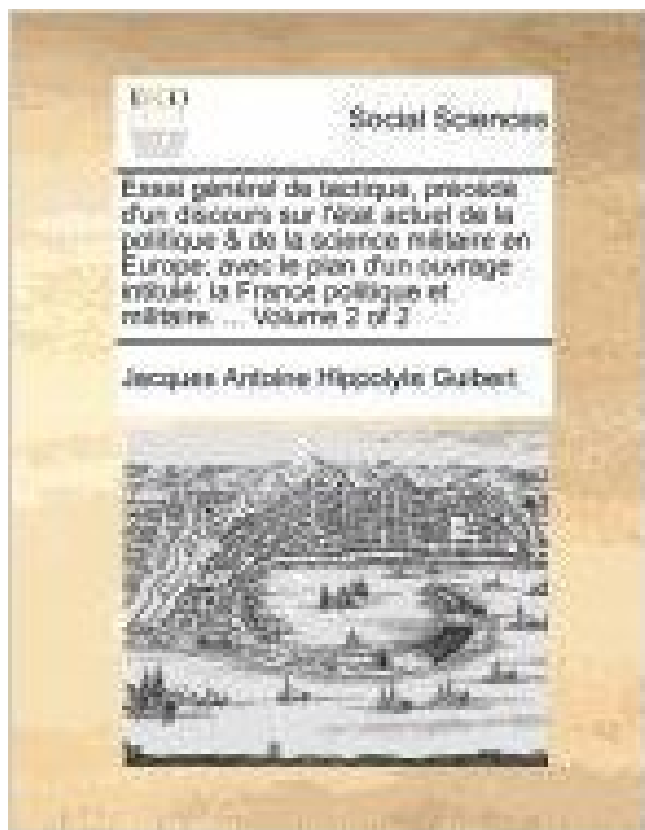 ECCO
Social Sciences
Essai général de tactique, précedé
d'un discours sur l'état actuel de la
politique & de la science militaire en
Europe; avec le plan d'un ouvrage
intitulé: la France politique et
militaire. ... Volume 2 of 2
Jacques Antoine Hippolyte Guibert